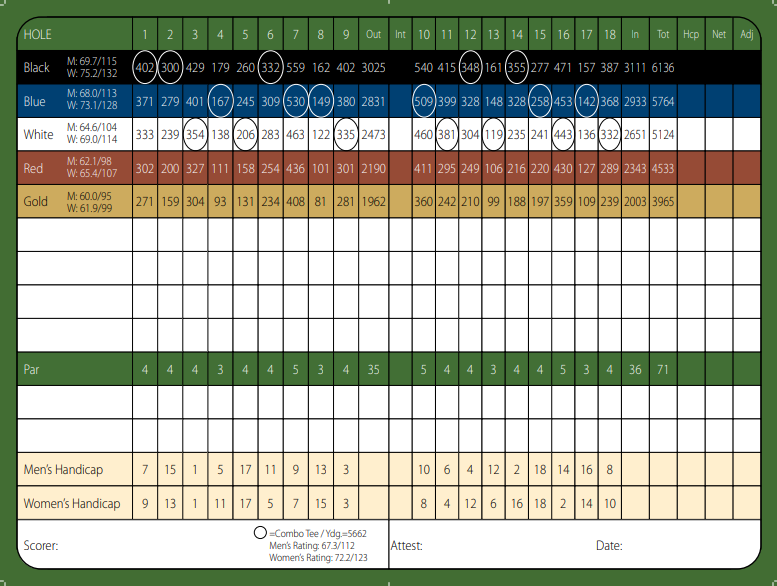 HOLE 1 2 3 4 5 6 7 8 9 Out Int 10 11 12 13 14 15 16 17 18 In Tot Hcp Net Adj
Black M: 69.7/115 W: 75.2/132 402 300 429 179 260 332 559 162 402 3025 540 415 348 161 355 277 471 157 387 3111 6136
Blue M: 68.0/113 W: 73.1/128 371 279 401 167 245 309 530 149 380 2831 509 399 328 148 328 258 453 142 368 2933 5764
White M: 64.6/104 W: 69.0/114 333 239 354 138 206 283 463 122 335 2473 460 381 304 119 235 241 443 136 332 2651 5124
Red M: 62.1/98 W: 65.4/107 302 200 327 111 158 254 436 101 301 2190 411 295 249 106 216 220 430 127 289 2343 4533
Gold M: 60.0/95 W: 61.9/99 271 159 304 93 131 234 408 81 281 1962 360 242 210 99 188 197 359 109 239 2003 3965
Par 4 4 4 3 4 4 5 3 4 35 5 4 4 3 4 4 5 3 4 36 71
Men's Handicap 7 15 1 5 17 11 9 13 3 10 6 4 12 2 18 14 16 8
Women's Handicap 9 13 1 11 17 5 7 15 3 8 4 12 6 16 18 2 14 10
Scorer: =Combo Tee / Ydg.=5662
Men's Rating: 67.3/112
Women's Rating: 72.2/123
Attest: Date: